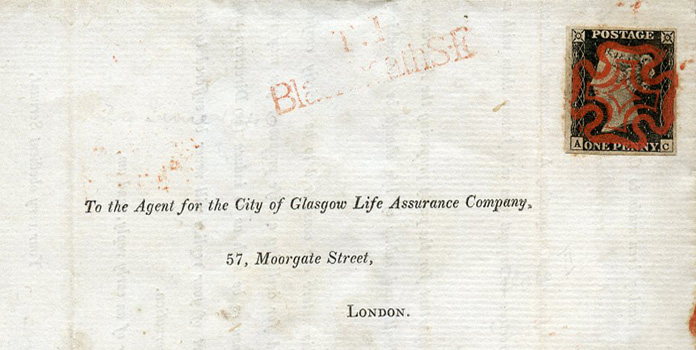 T.P
POSTAGE
A ONE PENNY C
To the Agent for the City of Glasgow Life Assurance Company,
57, Moorgate Street,
LONDON.